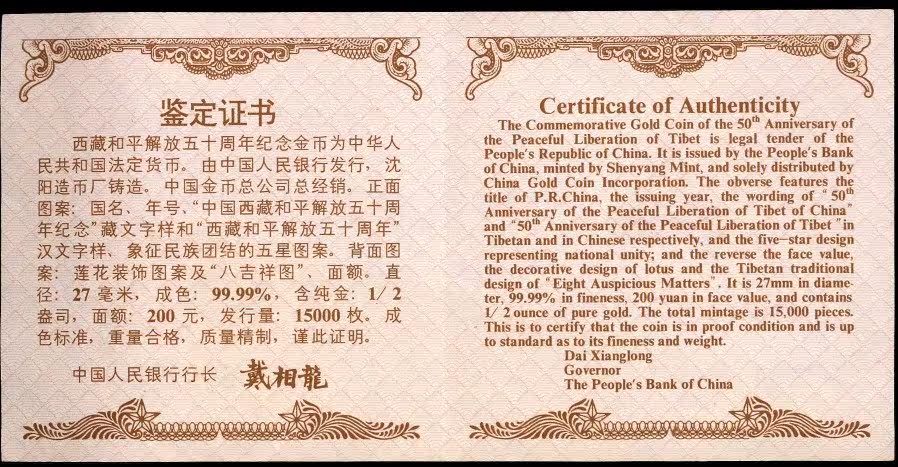 鉴定证书
西藏和平解放五十周年纪念金币为中华人
民共和国法定货币。由中国人民银行发行，沈
阳造币厂铸造。中国金币总公司总经销。正面
图案：国名、年号、“中国西藏和平解放五十周
年纪念”藏文字样和“西藏和平解放五十周年”
汉文字样、象征民族团结的五星图案。背面图
案：莲花装饰图案及“八吉祥图”、面额。直
径：27 毫米，成色：99.99%，含纯金：1/2
盎司，面额：200 元，发行量：15000 枚。成
色标准，重量合格，质量精制，谨此证明。
中国人民银行行长 戴相龍
Certificate of Authenticity
The Commemorative Gold Coin of the 50th Anniversary of
the Peaceful Liberation of Tibet is legal tender of the
People's Republic of China. It is issued by the People's Bank
of China, minted by Shenyang Mint, and solely distributed by
China Gold Coin Incorporation. The obverse features the
title of P.R.China, the issuing year, the wording of “50th
Anniversary of the Peaceful Liberation of Tibet of China”
and “50th Anniversary of the Peaceful Liberation of Tibet”in
Tibetan and in Chinese respectively, and the five-star design
representing national unity; and the reverse the face value,
the decorative design of lotus and the Tibetan traditional
design of “Eight Auspicious Matters”. It is 27mm in diame-
ter, 99.99% in fineness, 200 yuan in face value, and contains
1/2 ounce of pure gold. The total mintage is 15,000 pieces.
This is to certify that the coin is in proof condition and is up
to standard as to its fineness and weight.
Dai Xianglong
Governor
The People's Bank of China